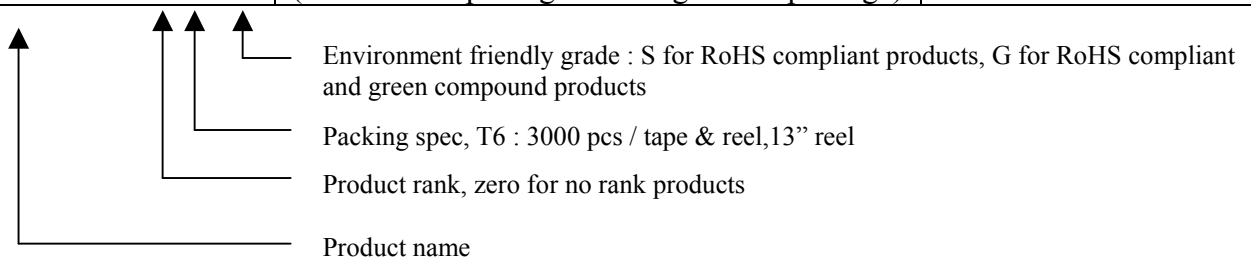 Environment friendly grade : S for RoHS compliant products, G for RoHS compliant
and green compound products
Packing spec, T6 : 3000 pcs / tape & reel,13” reel
Product rank, zero for no rank products
Product name